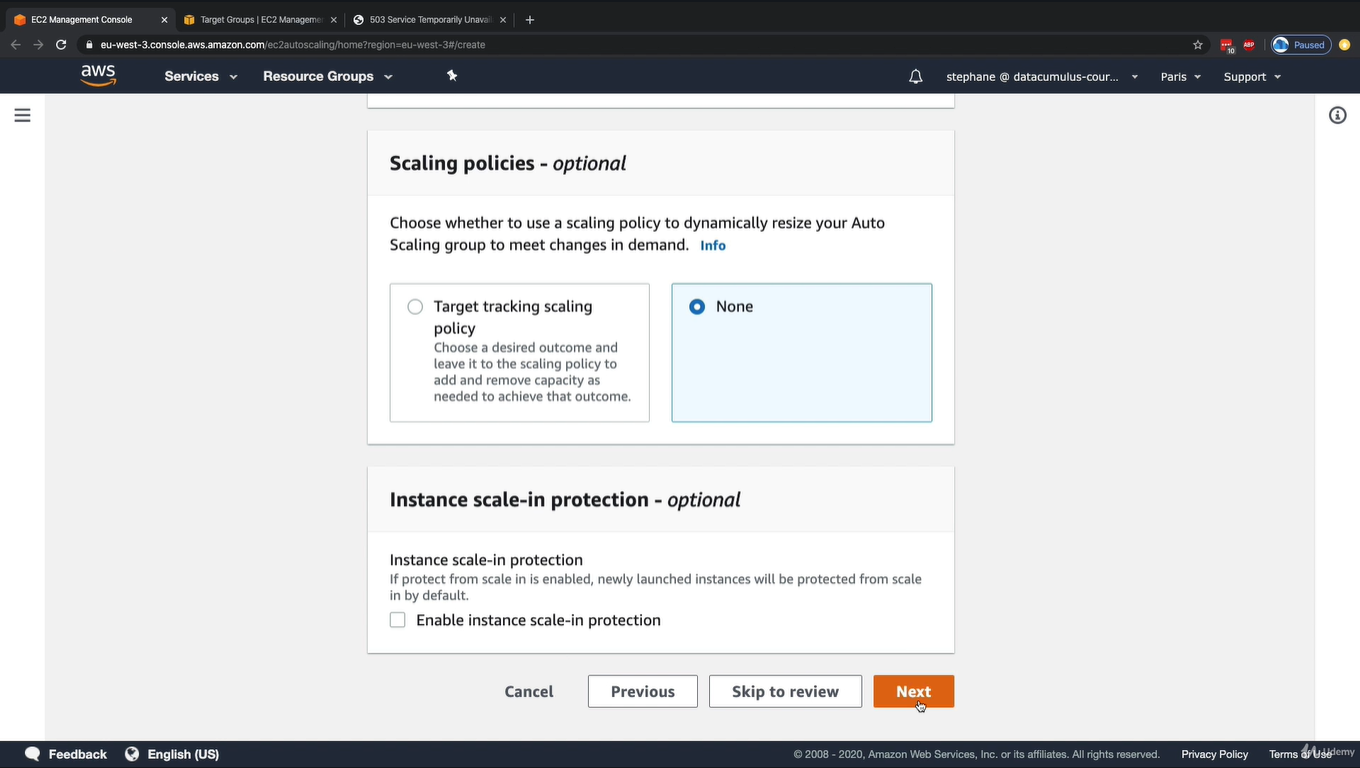 EC2 Management Console
Target Groups | EC2 Manageme
503 Service Temporarily Unavai
eu-west-3.console.aws.amazon.com/ec2autoscaling/home?region=eu-west-3#/create
10
ABP
Paused
aws
Services
Resource Groups
stephane @ datacumulus-cour...
Paris
Support
Scaling policies - optional
Choose whether to use a scaling policy to dynamically resize your Auto
Scaling group to meet changes in demand. Info
Target tracking scaling
policy
Choose a desired outcome and
leave it to the scaling policy to
add and remove capacity as
needed to achieve that outcome.
None
Instance scale-in protection - optional
Instance scale-in protection
If protect from scale in is enabled, newly launched instances will be protected from scale
in by default.
Enable instance scale-in protection
Cancel
Previous
Skip to review
Next
Feedback
English (US)
© 2008 - 2020, Amazon Web Services, Inc. or its affiliates. All rights reserved.
Privacy Policy
Terms of Use
Udemy